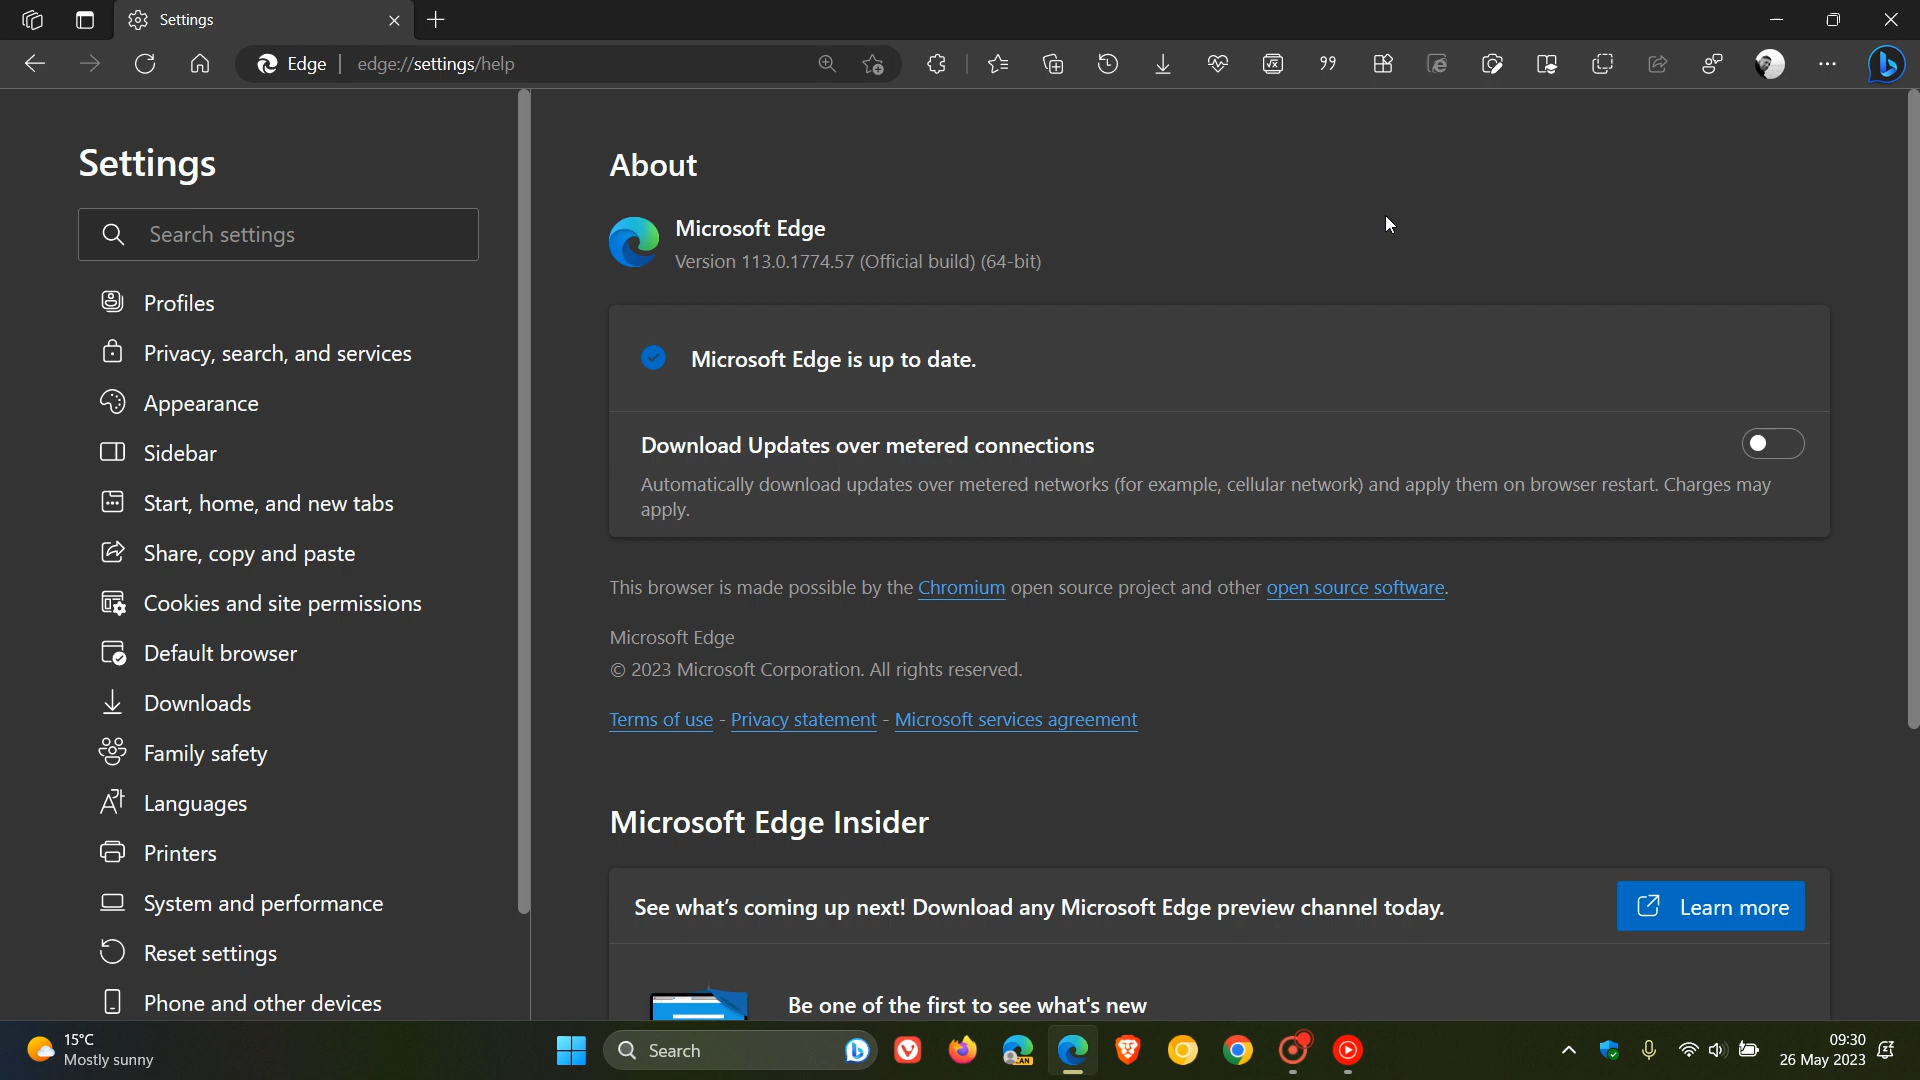 Settings
Edge
edge://settings/help
Settings
Search settings
Profiles
Privacy, search, and services
Appearance
Sidebar
Start, home, and new tabs
Share, copy and paste
Cookies and site permissions
Default browser
Downloads
Family safety
Languages
Printers
System and performance
Reset settings
Phone and other devices
About
Microsoft Edge
Version 113.0.1774.57 (Official build) (64-bit)
Microsoft Edge is up to date.
Download Updates over metered connections
Automatically download updates over metered networks (for example, cellular network) and apply them on browser restart. Charges may
apply.
This browser is made possible by the Chromium open source project and other open source software.
Microsoft Edge
© 2023 Microsoft Corporation. All rights reserved.
Terms of use - Privacy statement - Microsoft services agreement
Microsoft Edge Insider
See what's coming up next! Download any Microsoft Edge preview channel today.
Learn more
Be one of the first to see what's new
15°C
Mostly sunny
Search
CAN
09:30
26 May 2023